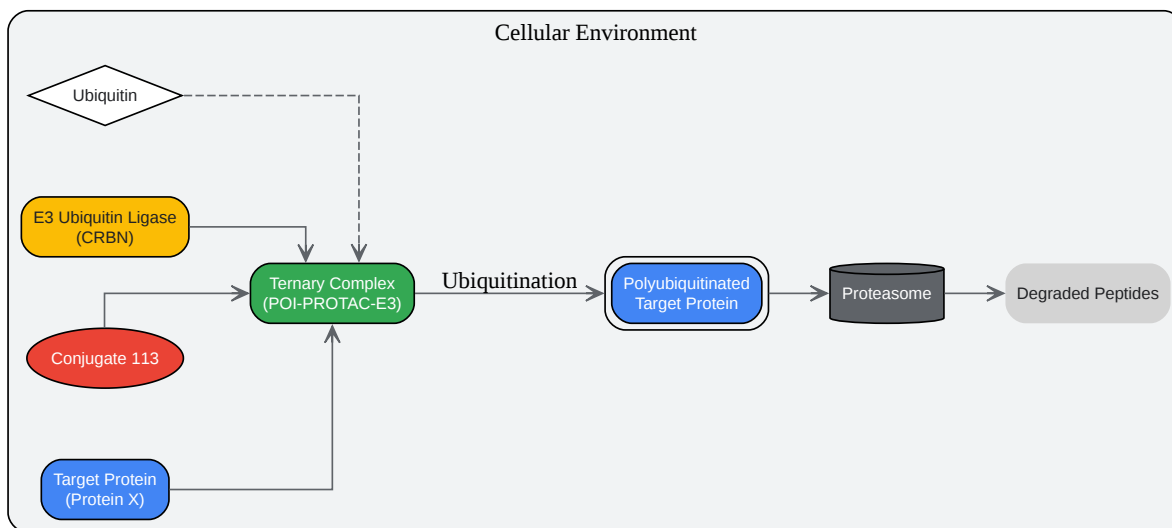 Cellular Environment
Ubiquitin
E3 Ubiquitin Ligase
(CRBN)
Ternary Complex
(POI-PROTAC-E3)
Ubiquitination
Polyubiquitinated
Target Protein
Proteasome
Degraded Peptides
Conjugate 113
Target Protein
(Protein X)